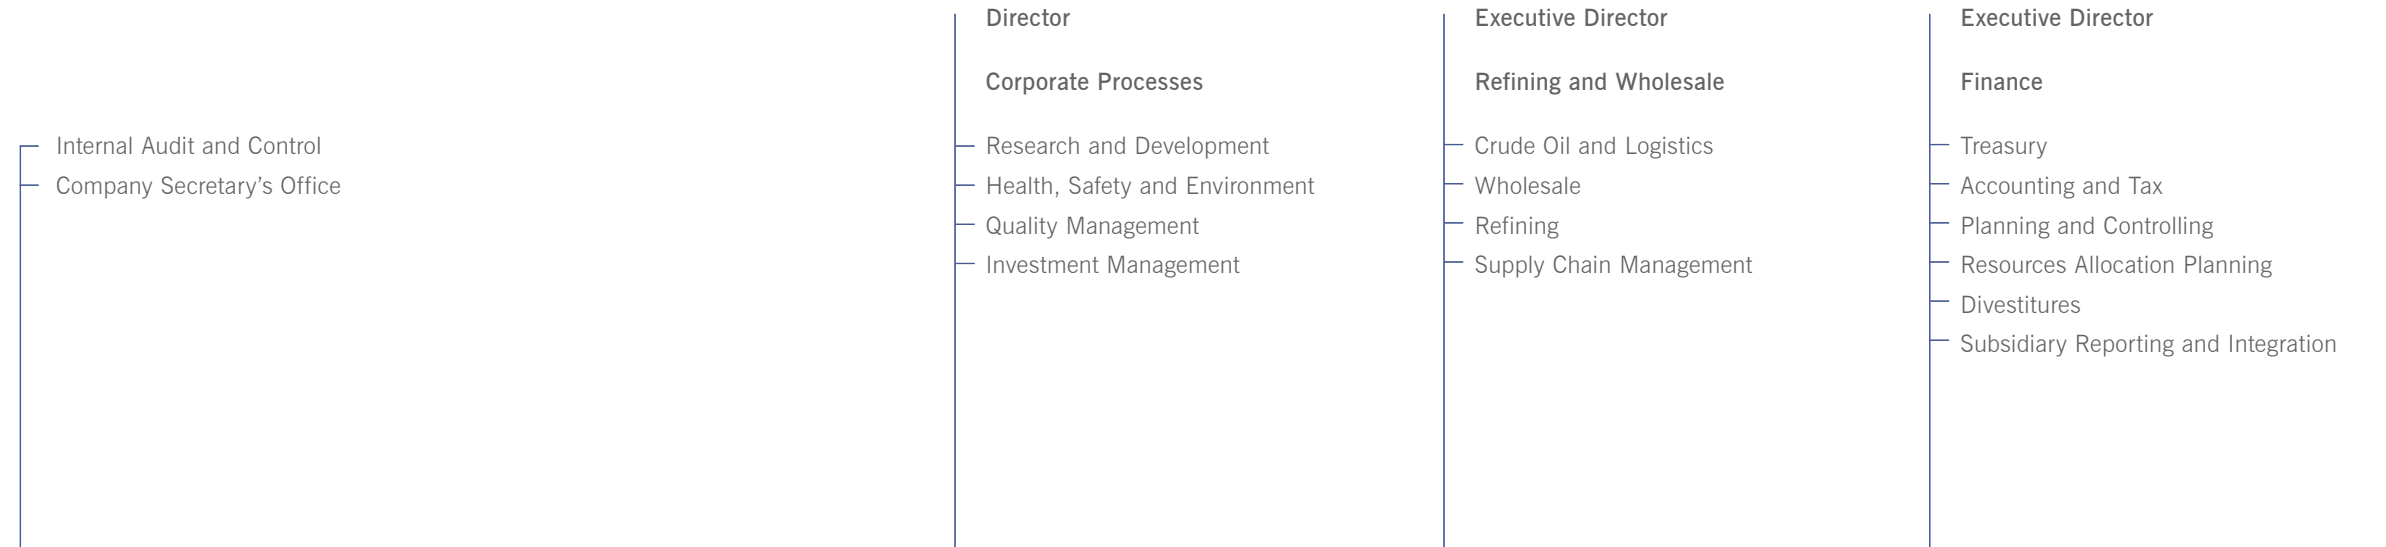 Internal Audit and Control
Company Secretary’s Office
Director
Corporate Processes
Research and Development
Health, Safety and Environment
Quality Management
Investment Management
Executive Director
Refining and Wholesale
Crude Oil and Logistics
Wholesale
Refining
Supply Chain Management
Executive Director
Finance
Treasury
Accounting and Tax
Planning and Controlling
Resources Allocation Planning
Divestitures
Subsidiary Reporting and Integration